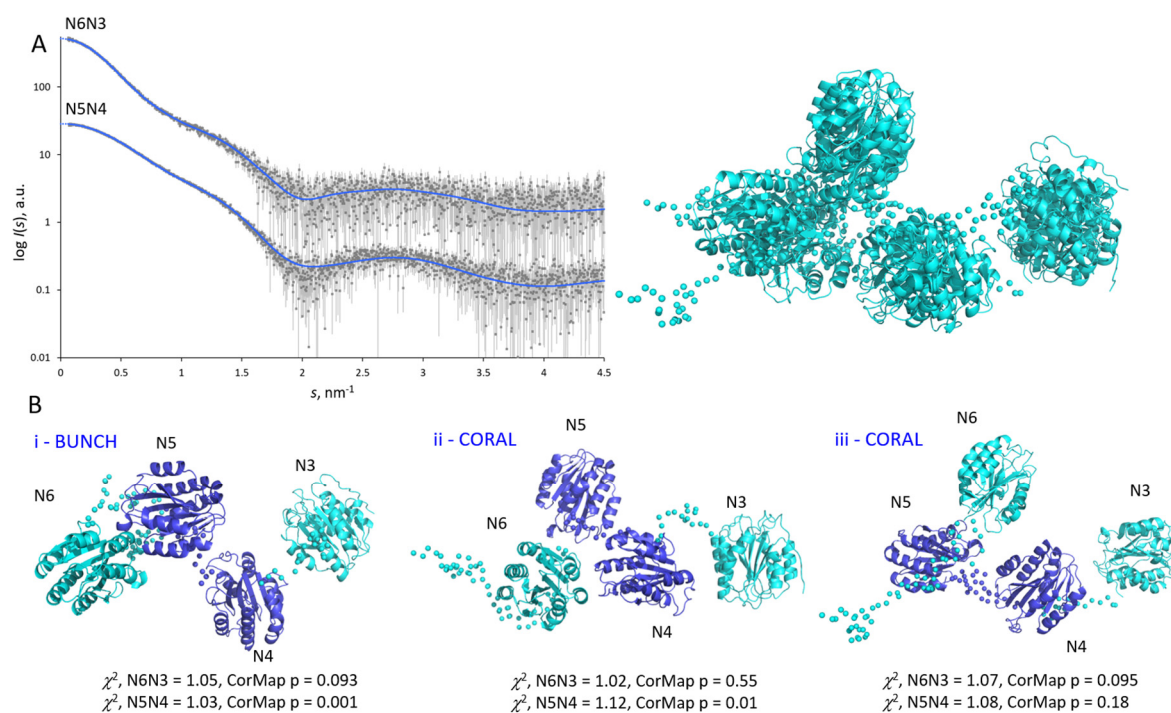 N6N3
A
100
N5N4
10
1
0.1
0.01
log I(s), a.u.
0 0.5 1 1.5 2 2.5 3 3.5 4 4.5
s, nm⁻¹
B
i - BUNCH
N5
N6
N3
N4
χ², N6N3 = 1.05, CorMap p = 0.093
χ², N5N4 = 1.03, CorMap p = 0.001
ii - CORAL
N5
N6
N3
N4
χ², N6N3 = 1.02, CorMap p = 0.55
χ², N5N4 = 1.12, CorMap p = 0.01
iii - CORAL
N6
N5
N3
N4
χ², N6N3 = 1.07, CorMap p = 0.095
χ², N5N4 = 1.08, CorMap p = 0.18